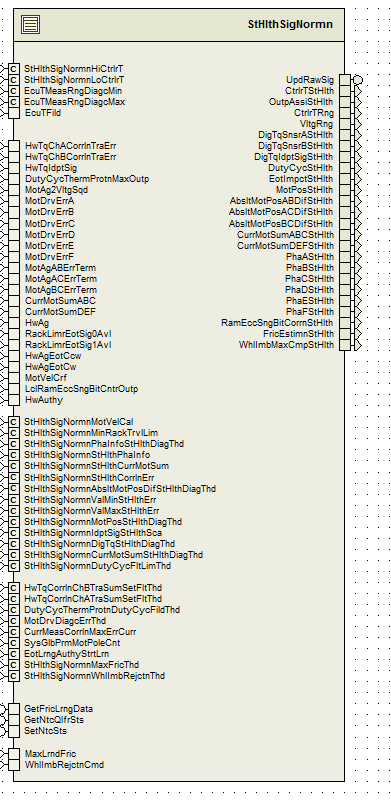 StHlthSigNormn
C StHlthSigNormnHiCtrlrT
C StHlthSigNormnLoCtrlrT
C EcuTMeasRngDiagcMin
C EcuTMeasRngDiagcMax
EcuTFild
HwTqChACorrlnTraErr
HwTqChBCorrlnTraErr
HwTqIdptSig
DutyCycThermProtnMaxOutp
MotAg2VltgSqd
MotDrvErrA
MotDrvErrB
MotDrvErrC
MotDrvErrD
MotDrvErrE
MotDrvErrF
MotAgABErrTerm
MotAgACErrTerm
MotAgBCErrTerm
CurrMotSumABC
CurrMotSumDEF
HwAg
RackLimrEotSig0Avl
RackLimrEotSig1Avl
HwAgEotCcw
HwAgEotCw
MotVelCrf
LclRamEccSngBitCntrOutp
HwAuthy
C StHlthSigNormnMotVelCal
C StHlthSigNormnMinRackTrvlLim
C StHlthSigNormnPhaInfoStHlthDiagThd
C StHlthSigNormnStHlthPhaInfo
C StHlthSigNormnStHlthCurrMotSum
C StHlthSigNormnStHlthCorrlnErr
C StHlthSigNormnAbsltMotPosDifStHlthDiagThd
C StHlthSigNormnValMinStHlthErr
C StHlthSigNormnValMaxStHlthErr
C StHlthSigNormnMotPosStHlthDiagThd
C StHlthSigNormnIdptSigStHlthSca
C StHlthSigNormnDigTqStHlthDiagThd
C StHlthSigNormnCurrMotSumStHlthDiagThd
C StHlthSigNormnDutyCycFltLimThd
C HwTqCorrlnChBTraSumSetFltThd
C HwTqCorrlnChATraSumSetFltThd
C DutyCycThermProtnDutyCycFildThd
C MotDrvDiagcErrThd
C CurrMeasCorrlnMaxErrCurr
C SysGlbPrmMotPoleCnt
C EotLrngAuthyStrtLrn
C StHlthSigNormnMaxFricThd
C StHlthSigNormnWhlImbRejctnThd
GetFricLrngData
GetNtcQlfrSts
SetNtcSts
MaxLrndFric
WhlImbRejctnCmd
UpdRawSig
CtrlrTStHlth
OutpAssiStHlth
CtrlrTRng
VltgRng
DigTqSnsrAStHlth
DigTqSnsrBStHlth
DigTqIdptSigStHlth
DutyCycStHlth
EotImpctStHlth
MotPosStHlth
AbsltMotPosABDifStHlth
AbsltMotPosACDifStHlth
AbsltMotPosBCDifStHlth
CurrMotSumABCStHlth
CurrMotSumDEFStHlth
PhaAStHlth
PhaBStHlth
PhaCStHlth
PhaDStHlth
PhaEStHlth
PhaFStHlth
RamEccSngBitCorrnStHlth
FricEstimnStHlth
WhlImbMaxCmpStHlth